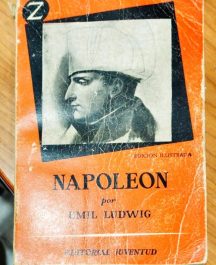 Z
EDICION ILUSTRADA
NAPOLEON
por
EMIL LUDWIG
EDITORIAL JUVENTUD